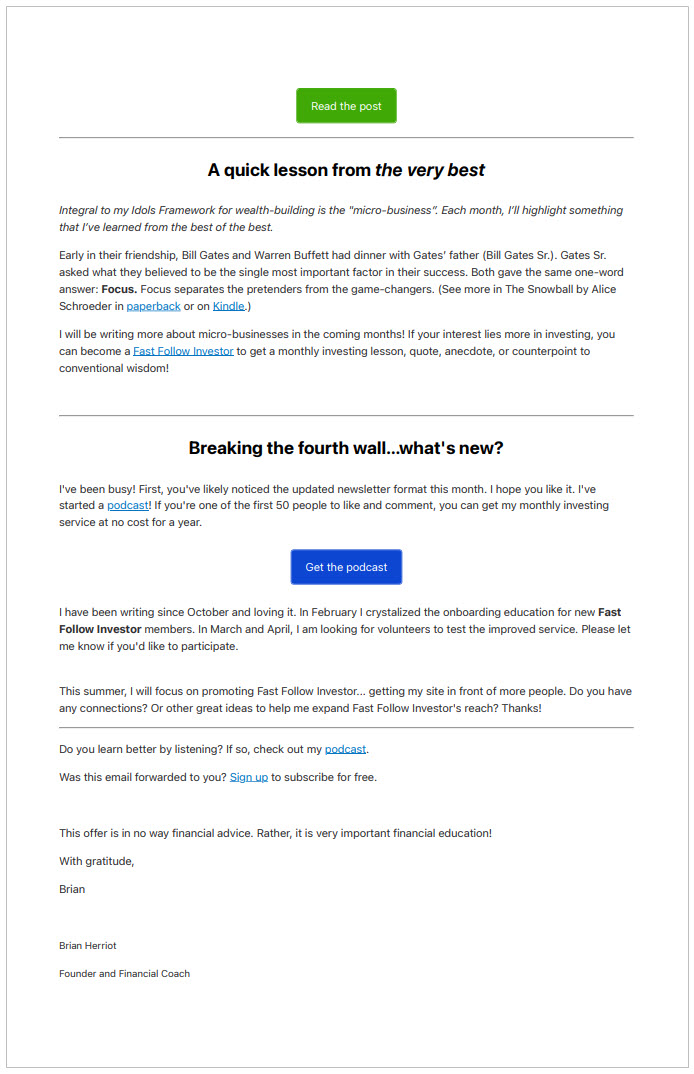 Read the post
A quick lesson from the very best
Integral to my Idols Framework for wealth-building is the "micro-business”. Each month, I’ll highlight something
that I’ve learned from the best of the best.
Early in their friendship, Bill Gates and Warren Buffett had dinner with Gates’ father (Bill Gates Sr.). Gates Sr.
asked what they believed to be the single most important factor in their success. Both gave the same one-word
answer: Focus. Focus separates the pretenders from the game-changers. (See more in The Snowball by Alice
Schroeder in paperback or on Kindle.)
I will be writing more about micro-businesses in the coming months! If your interest lies more in investing, you
can become a Fast Follow Investor to get a monthly investing lesson, quote, anecdote, or counterpoint to
conventional wisdom!
Breaking the fourth wall...what's new?
I've been busy! First, you've likely noticed the updated newsletter format this month. I hope you like it. I've
started a podcast! If you're one of the first 50 people to like and comment, you can get my monthly investing
service at no cost for a year.
Get the podcast
I have been writing since October and loving it. In February I crystalized the onboarding education for new Fast
Follow Investor members. In March and April, I am looking for volunteers to test the improved service. Please let
me know if you'd like to participate.
This summer, I will focus on promoting Fast Follow Investor... getting my site in front of more people. Do you have
any connections? Or other great ideas to help me expand Fast Follow Investor's reach? Thanks!
Do you learn better by listening? If so, check out my podcast.
Was this email forwarded to you? Sign up to subscribe for free.
This offer is in no way financial advice. Rather, it is very important financial education!
With gratitude,
Brian
Brian Herriot
Founder and Financial Coach